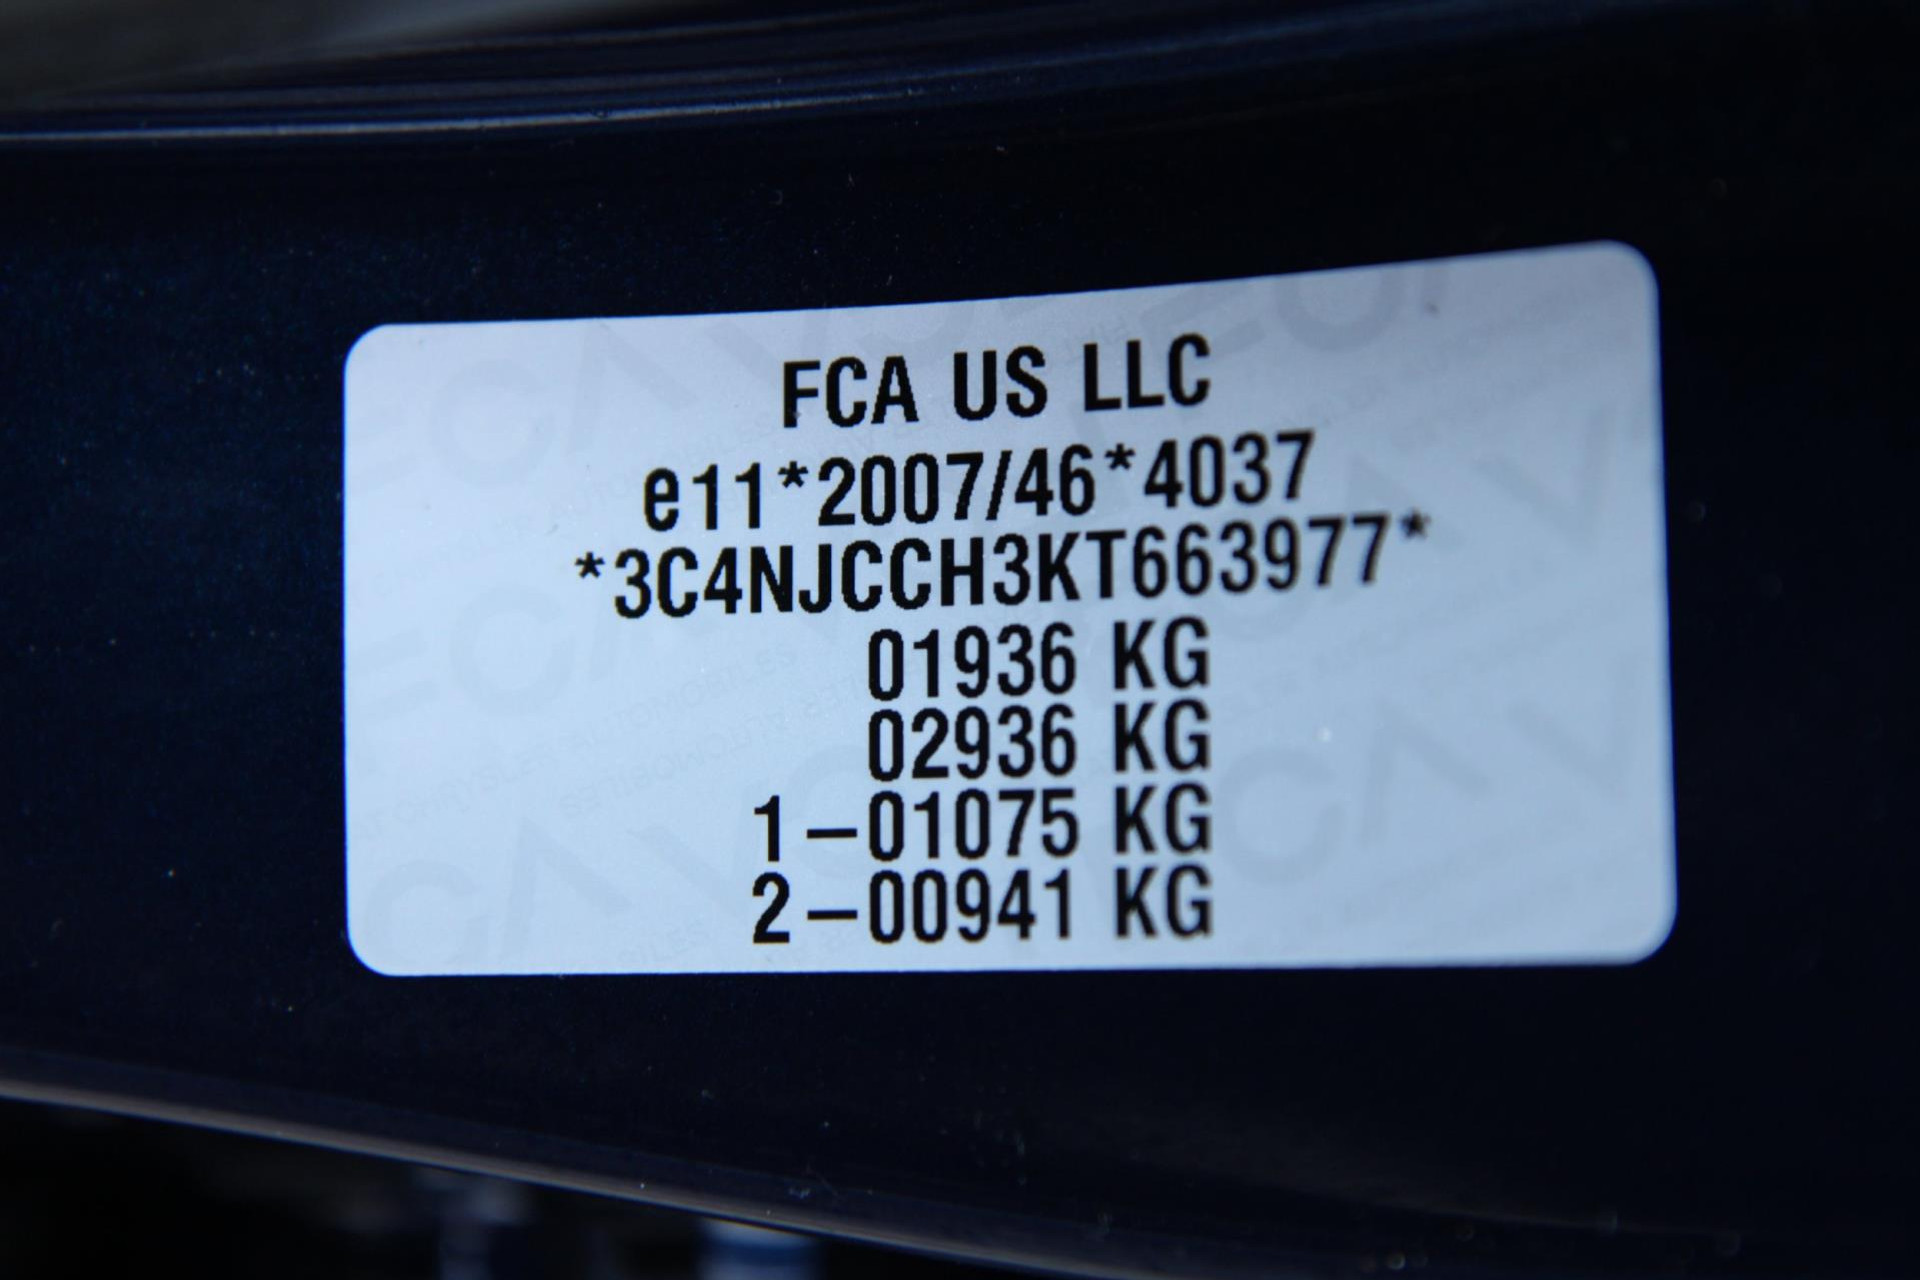 FCA US LLC
e11*2007/46*4037
*3C4NJCCH3KT663977*
01936 KG
02936 KG
1-01075 KG
2-00941 KG